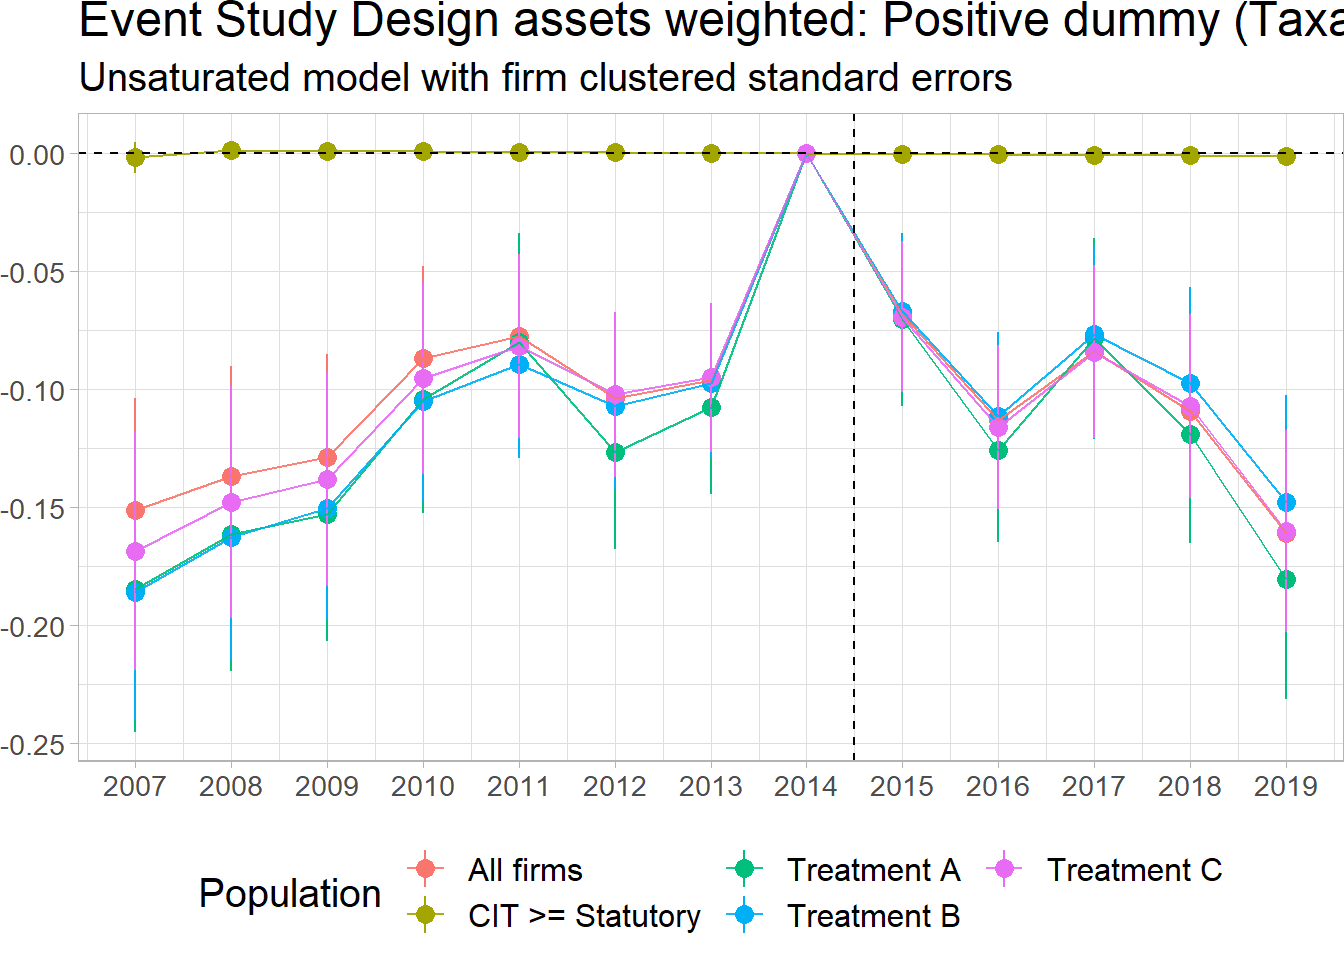 Event Study Design assets weighted: Positive dummy (Taxa
Unsaturated model with firm clustered standard errors
0.00
-0.05
-0.10
-0.15
-0.20
-0.25
2007 2008 2009 2010 2011 2012 2013 2014 2015 2016 2017 2018 2019
Population
All firms
CIT >= Statutory
Treatment A
Treatment B
Treatment C